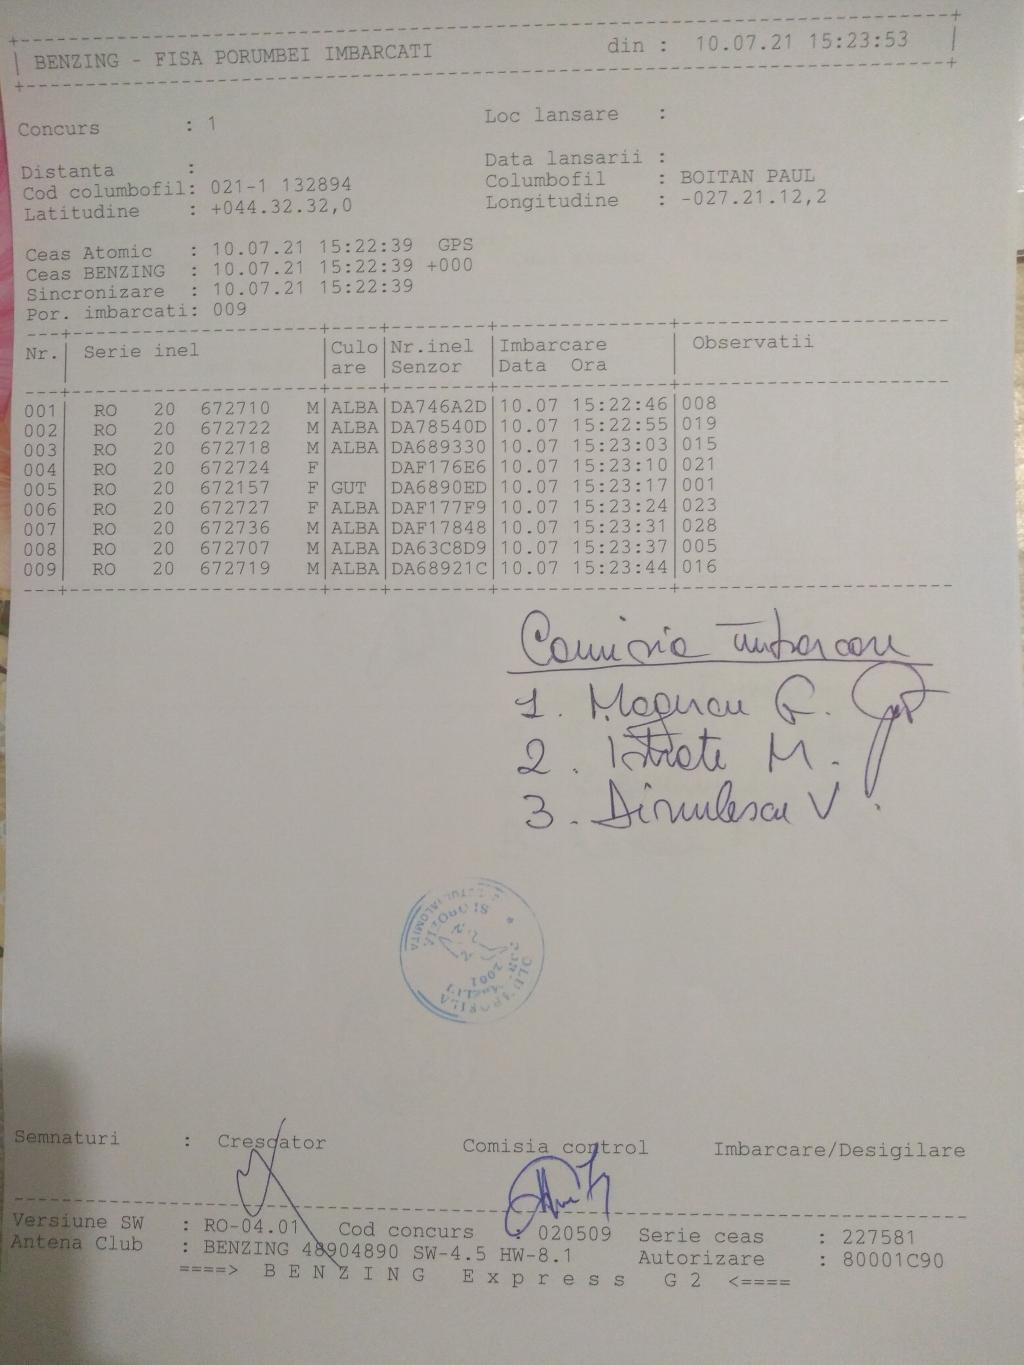 BENZING - FISA PORUMBEI IMBARCATI din : 10.07.21 15:23:53
Concurs : 1 Loc lansare :
Distanta : Data lansarii :
Cod columbofil: 021-1 132894 Columbofil : BOITAN PAUL
Latitudine : +044.32.32,0 Longitudine : -027.21.12,2
Ceas Atomic : 10.07.21 15:22:39 GPS
Ceas BENZING : 10.07.21 15:22:39 +000
Sincronizare : 10.07.21 15:22:39
Por. imbarcati: 009
Nr.| Serie inel |Culo|Nr.inel |Imbarcare | Observatii
| |are |Senzor |Data Ora |
001| RO 20 672710 M|ALBA|DA746A2D|10.07 15:22:46|008
002| RO 20 672722 M|ALBA|DA78540D|10.07 15:22:55|019
003| RO 20 672718 M|ALBA|DA689330|10.07 15:23:03|015
004| RO 20 672724 F| |DAF176E6|10.07 15:23:10|021
005| RO 20 672157 F|GUT |DA6890ED|10.07 15:23:17|001
006| RO 20 672727 F|ALBA|DAF177F9|10.07 15:23:24|023
007| RO 20 672736 M|ALBA|DAF17848|10.07 15:23:31|028
008| RO 20 672707 M|ALBA|DA63C8D9|10.07 15:23:37|005
009| RO 20 672719 M|ALBA|DA68921C|10.07 15:23:44|016
Comisia îmbarcare
1. G.
2. Istrate M.
3. Dinulescu V.
SLOBOZIA
IALOMITA
2001
Semnaturi : Crescator Comisia control Imbarcare/Desigilare
Versiune SW : RO-04.01 Cod concurs : 020509 Serie ceas : 227581
Antena Club : BENZING 48904890 SW-4.5 HW-8.1 Autorizare : 80001C90
====> BENZING Express G2 <====